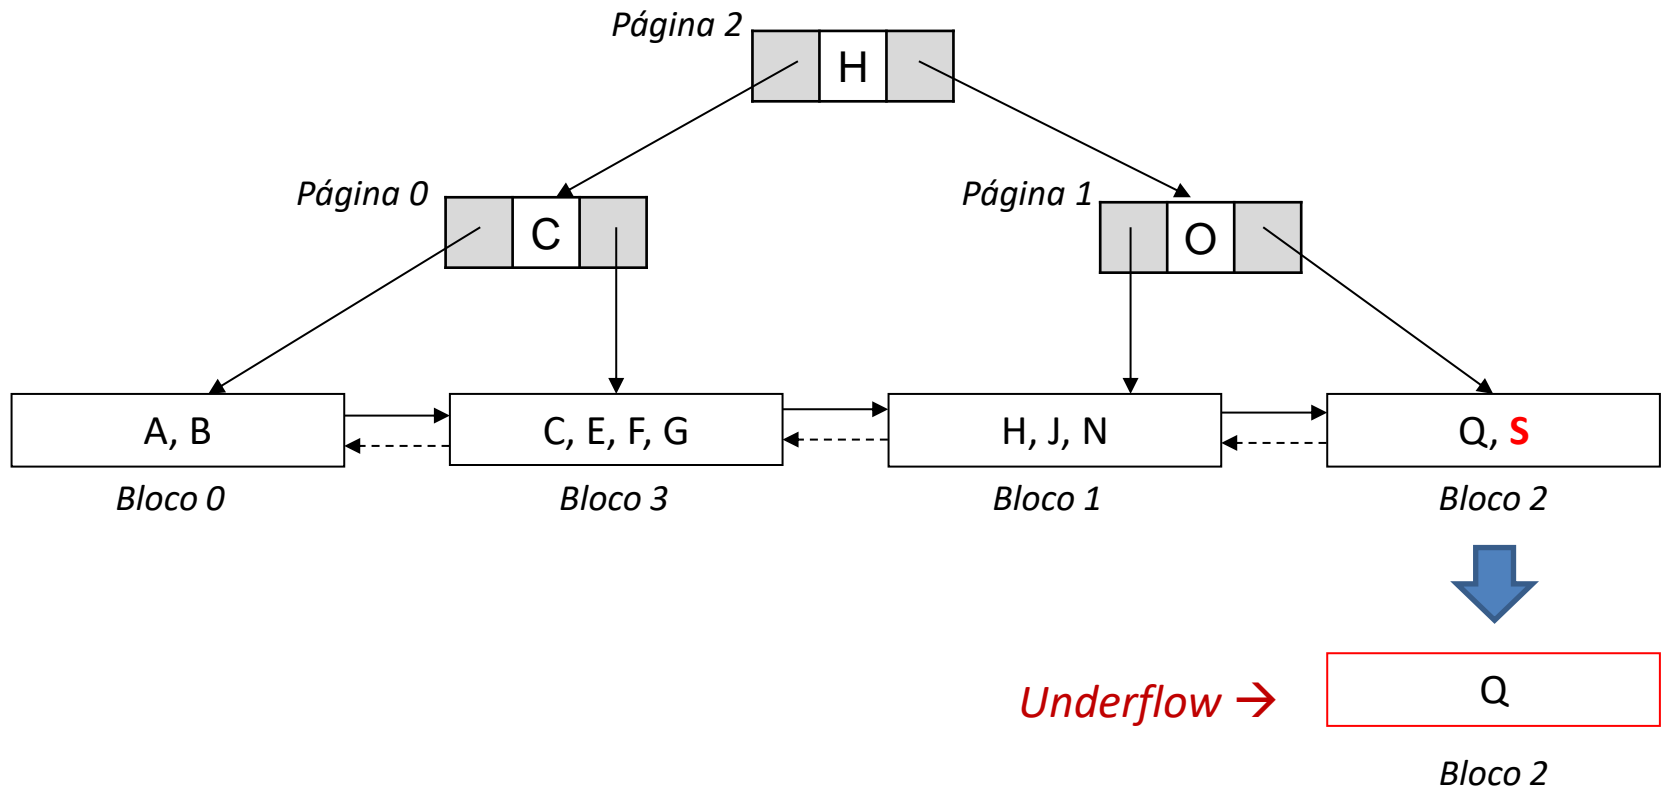 Página 2
H
Página 0
C
Página 1
O
A, B
C, E, F, G
H, J, N
Q, S
Bloco 0
Bloco 3
Bloco 1
Bloco 2
Underflow →
Q
Bloco 2